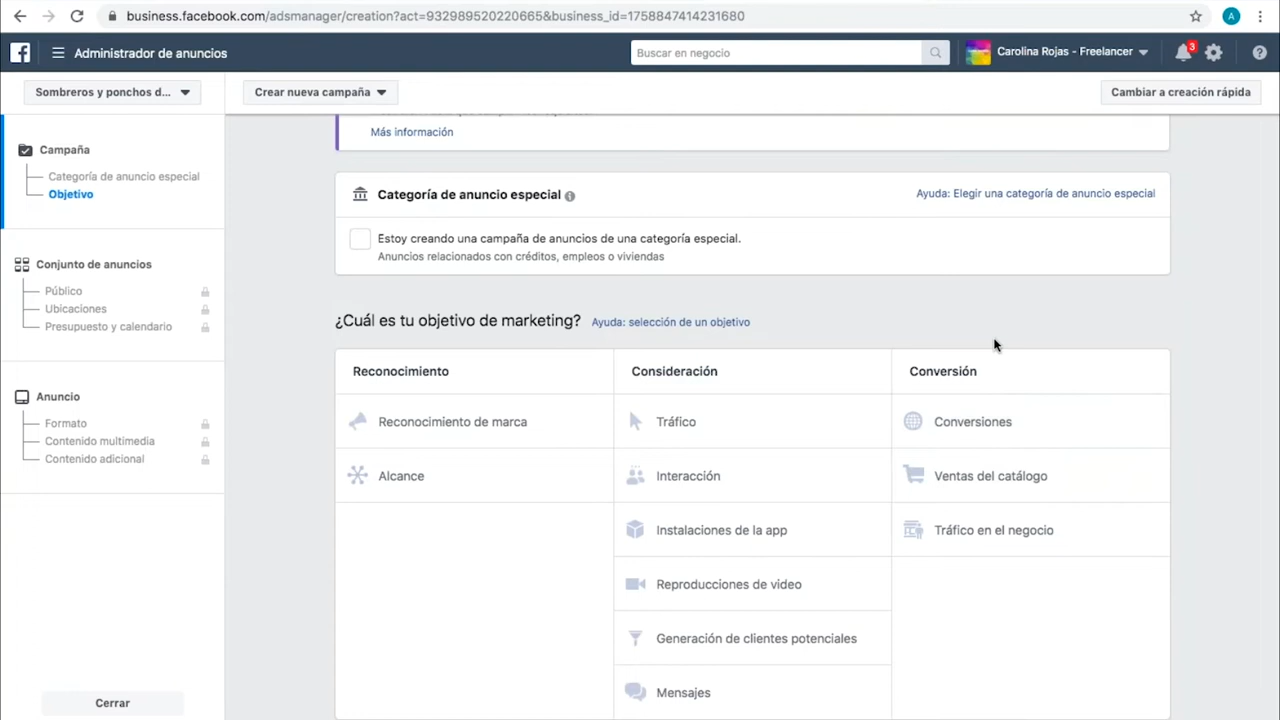 business.facebook.com/adsmanager/creation?act=932989520220665&business_id=1758847414231680
A
Administrador de anuncios
Buscar en negocio
Carolina Rojas - Freelancer
3
Sombreros y ponchos d...
Crear nueva campaña
Cambiar a creación rápida
Campaña
Categoría de anuncio especial
Objetivo
Conjunto de anuncios
Público
Ubicaciones
Presupuesto y calendario
Anuncio
Formato
Contenido multimedia
Contenido adicional
Cerrar
Más información
Categoría de anuncio especial
Ayuda: Elegir una categoría de anuncio especial
Estoy creando una campaña de anuncios de una categoría especial.
Anuncios relacionados con créditos, empleos o viviendas
¿Cuál es tu objetivo de marketing?
Ayuda: selección de un objetivo
Reconocimiento
Consideración
Conversión
Reconocimiento de marca
Tráfico
Conversiones
Alcance
Interacción
Ventas del catálogo
Instalaciones de la app
Tráfico en el negocio
Reproducciones de video
Generación de clientes potenciales
Mensajes